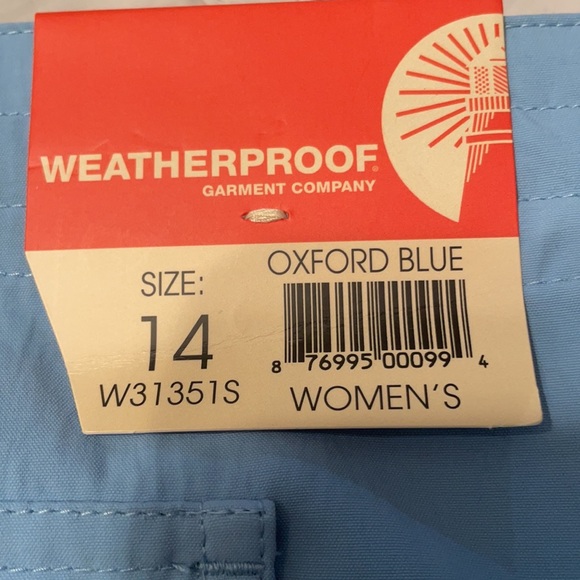 WEATHERPROOF®
GARMENT COMPANY
SIZE:
14
W31351S
OXFORD BLUE
8 76995 00099 4
WOMEN'S